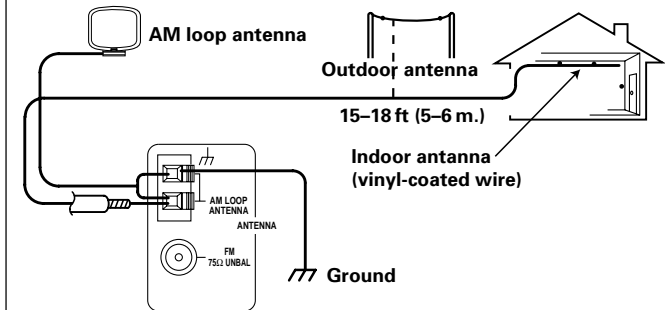 AM loop antenna
Outdoor antenna
15–18 ft (5–6 m.)
Indoor antanna
(vinyl-coated wire)
AM LOOP
ANTENNA
ANTENNA
FM
75Ω UNBAL
Ground